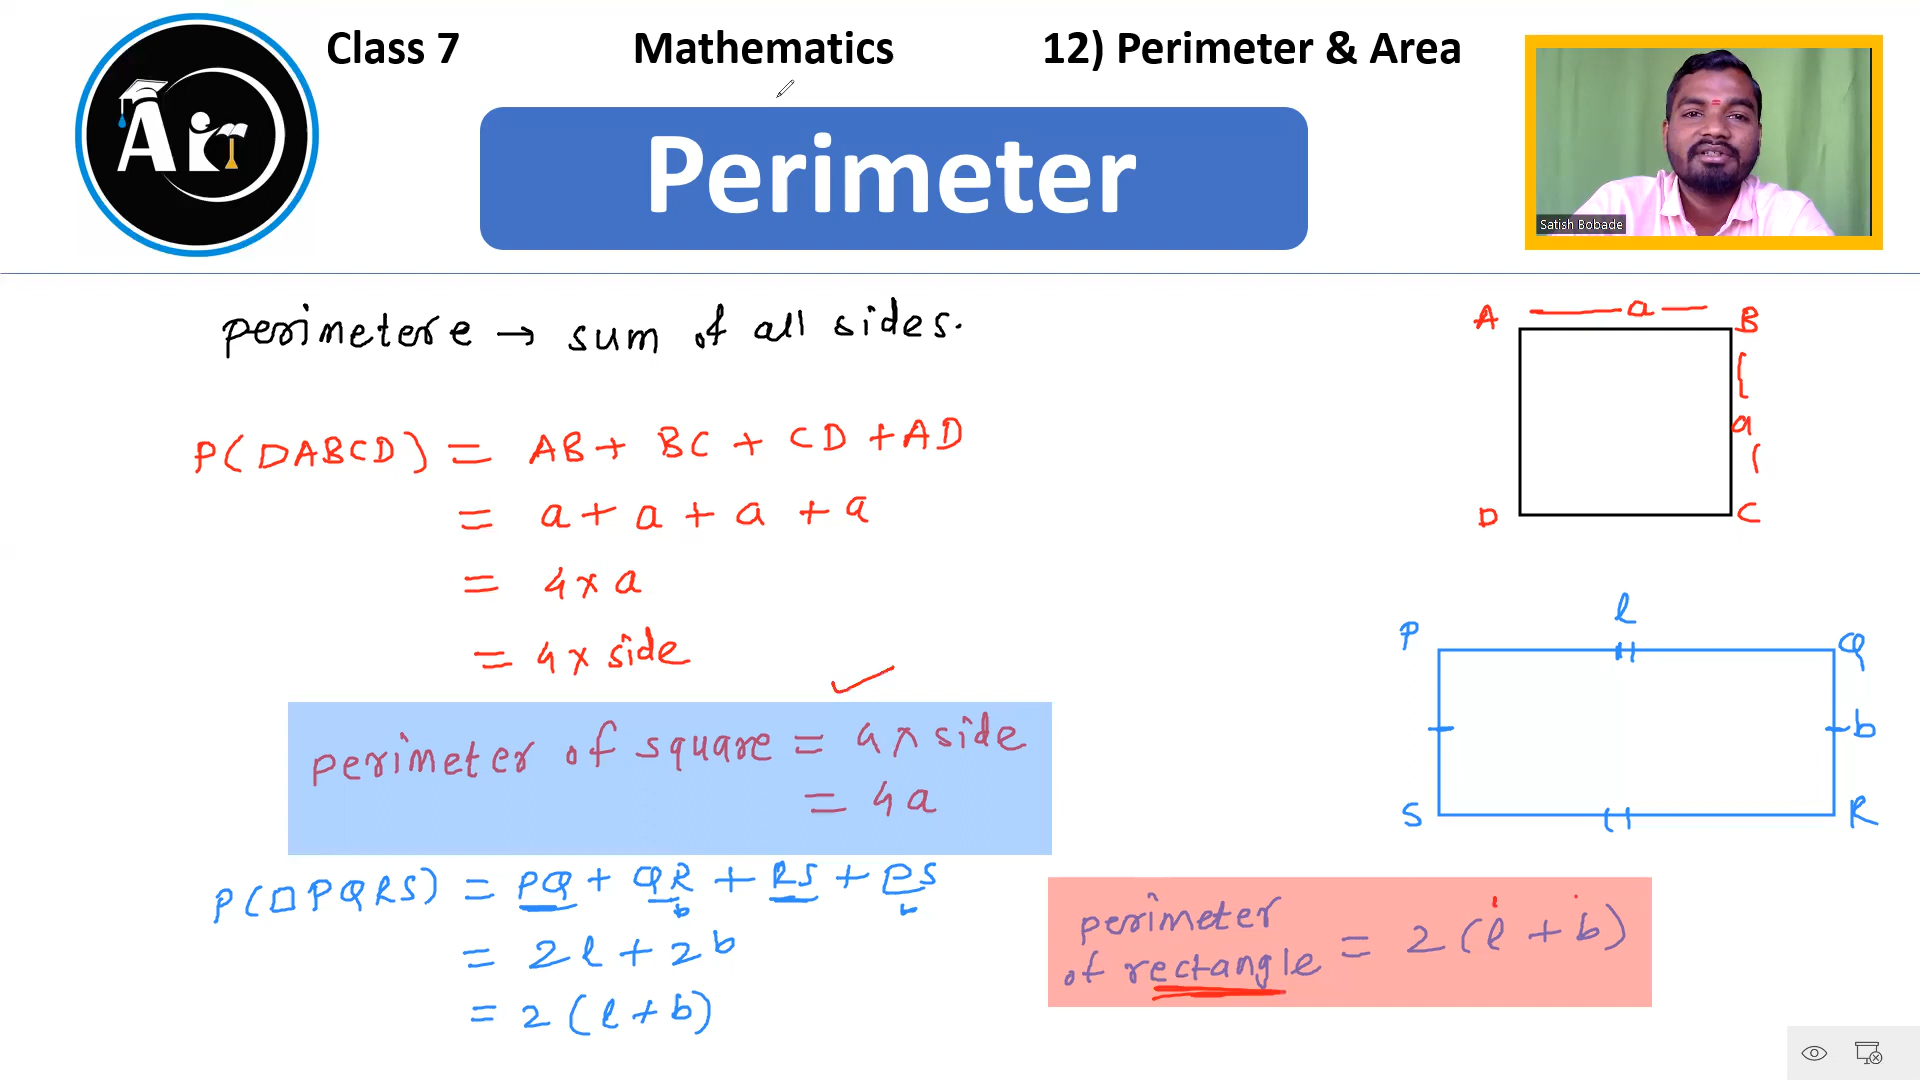 Air
Class 7 Mathematics 12) Perimeter & Area
Perimeter
Satish Bobade
perimetere → sum of all sides.
P(□ABCD) = AB + BC + CD + AD
= a + a + a + a
= 4 × a
= 4 × side
perimeter of square = 4 × side
= 4a
P(□PQRS) = PQ + QR + RS + PS
b b
= 2l + 2b
= 2(l + b)
A a B
a
D C
l
P Q
b
S R
perimeter
of rectangle = 2(l + b)